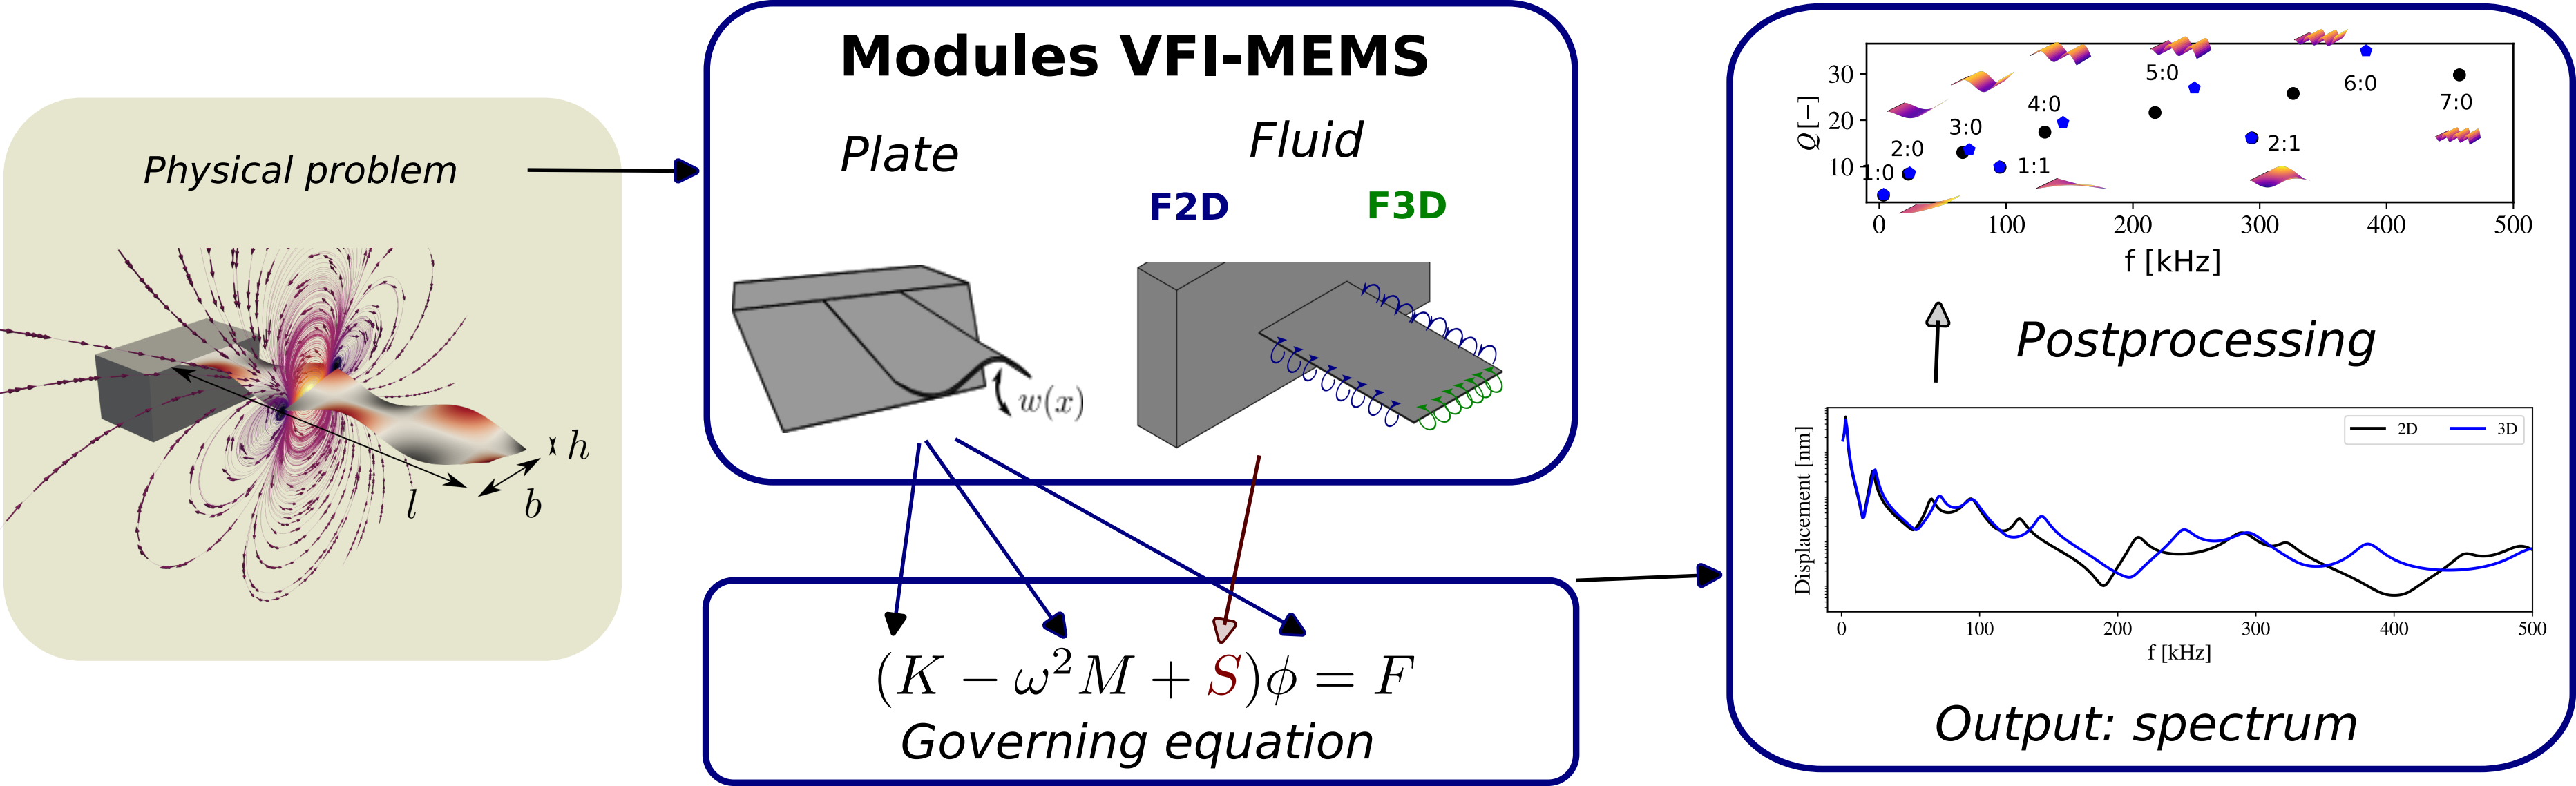 Physical problem
h
l
b
Modules VFI-MEMS
Plate
Fluid
F2D
F3D
w(x)
(K − ω²M + S)ϕ = F
Governing equation
Q [−]
30
20
10
1:0
2:0
3:0
4:0
5:0
6:0
7:0
1:1
2:1
0 100 200 300 400 500
f [kHz]
Postprocessing
Displacement [nm]
2D 3D
0 100 200 300 400 500
f [kHz]
Output: spectrum